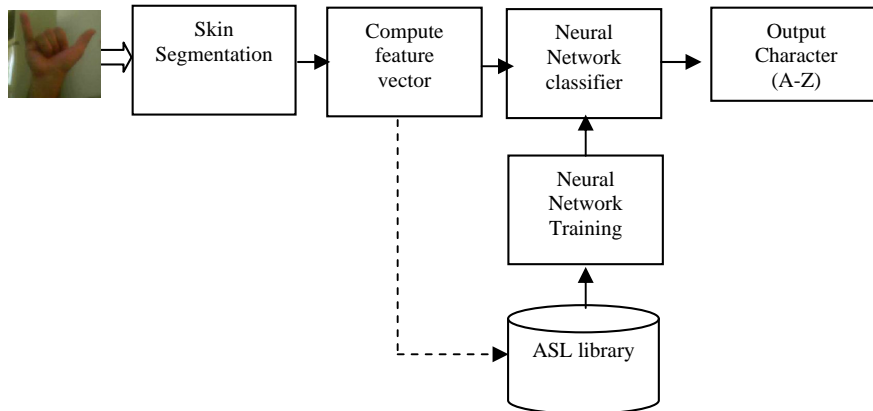 Skin
Segmentation
Compute
feature
vector
Neural
Network
classifier
Output
Character
(A-Z)
Neural
Network
Training
ASL library